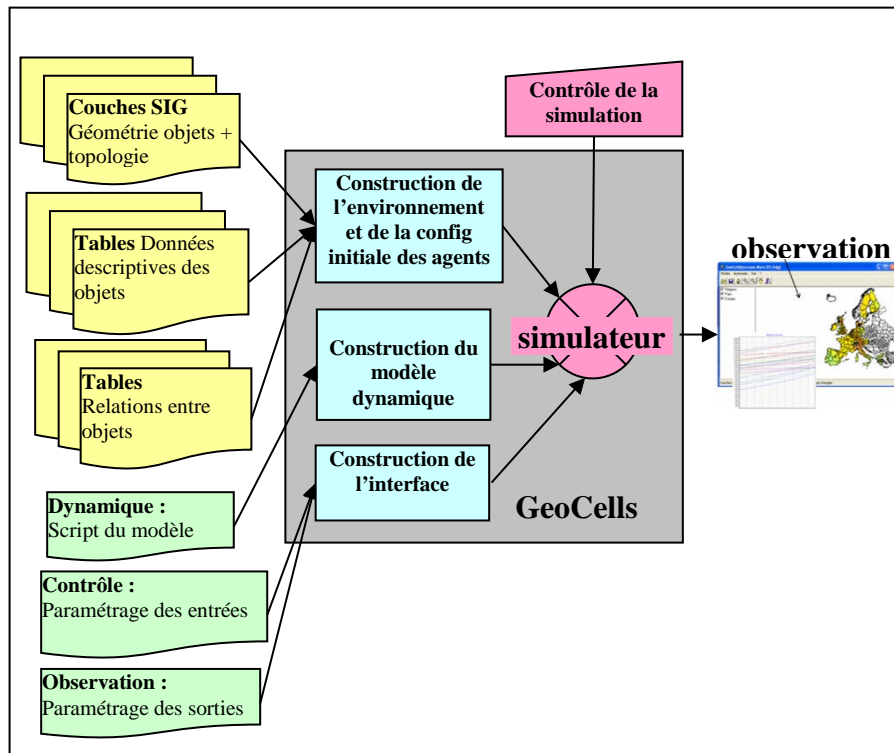 Couches SIG
Géométrie objets +
topologie
Tables Données
descriptives des
objets
Tables
Relations entre
objets
Dynamique :
Script du modèle
Contrôle :
Paramétrage des entrées
Observation :
Paramétrage des sorties
Contrôle de la
simulation
Construction de
l'environnement
et de la config
initiale des agents
Construction du
modèle
dynamique
Construction de
l'interface
simulateur
GeoCells
observation